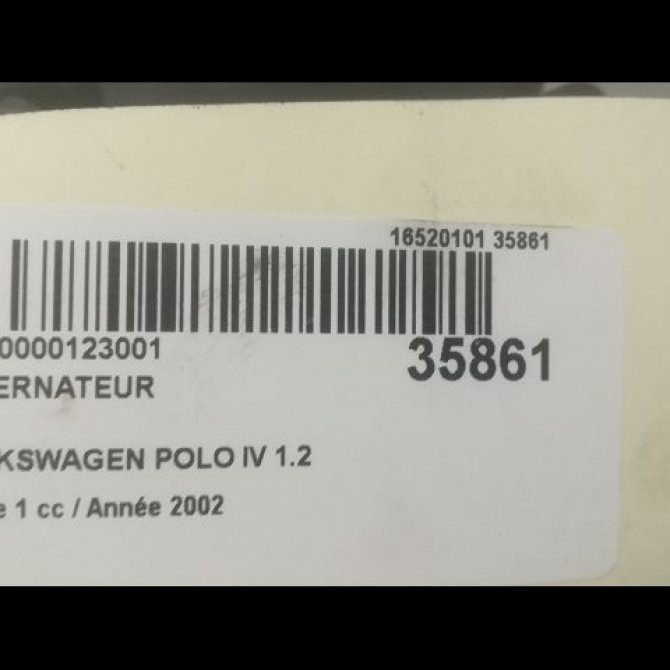 16520101 35861
0000123001
35861
ERNATEUR
KSWAGEN POLO IV 1.2
e 1 cc / Année 2002